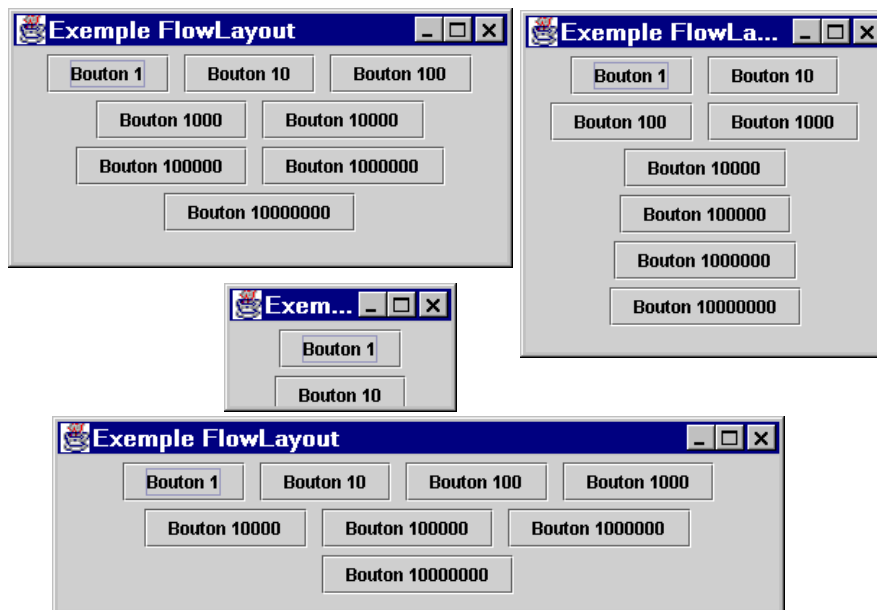 Exemple FlowLayout
Bouton 1 Bouton 10 Bouton 100
Bouton 1000 Bouton 10000
Bouton 100000 Bouton 1000000
Bouton 10000000
Exemple FlowLa...
Bouton 1 Bouton 10
Bouton 100 Bouton 1000
Bouton 10000
Bouton 100000
Bouton 1000000
Bouton 10000000
Exem...
Bouton 1
Bouton 10
Exemple FlowLayout
Bouton 1 Bouton 10 Bouton 100 Bouton 1000
Bouton 10000 Bouton 100000 Bouton 1000000
Bouton 10000000